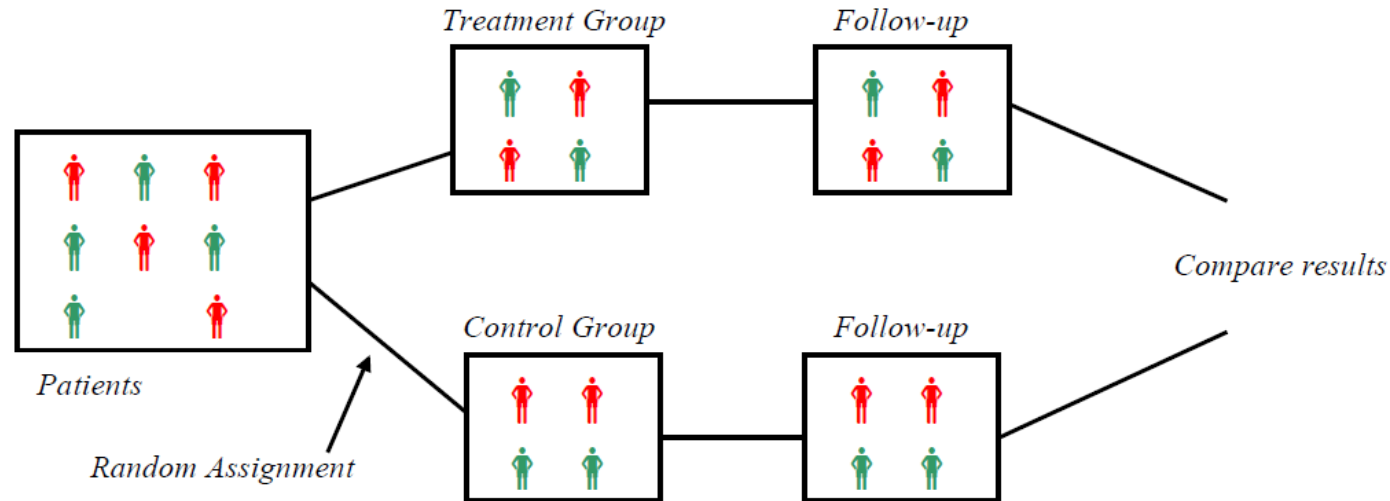 Treatment Group
Follow-up
Patients
Random Assignment
Control Group
Follow-up
Compare results